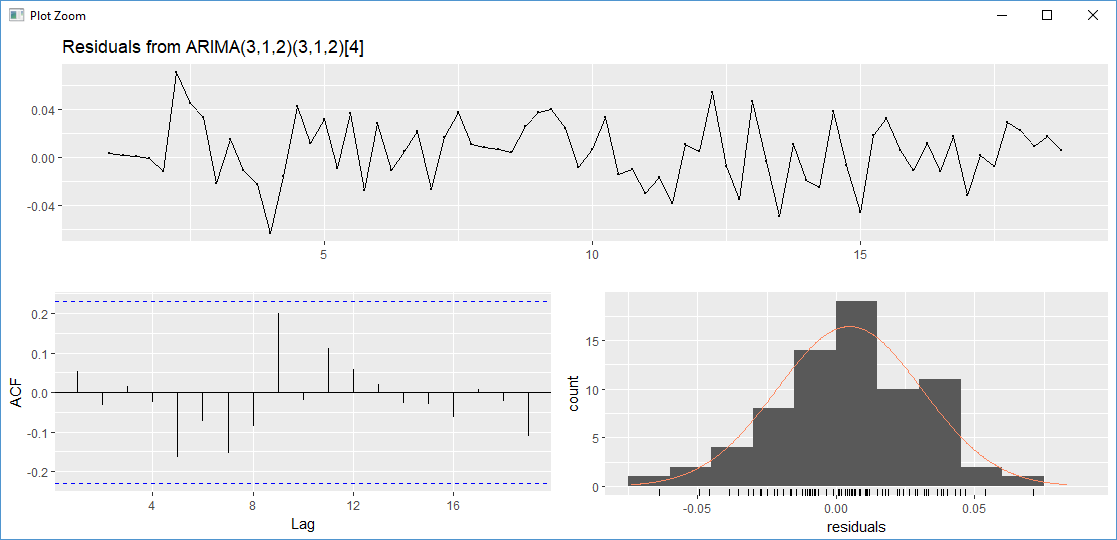 Plot Zoom
Residuals from ARIMA(3,1,2)(3,1,2)[4]
0.04
0.00
-0.04
5 10 15
0.2
0.1
0.0
-0.1
-0.2
ACF
4 8 12 16
Lag
15
10
5
0
count
-0.05 0.00 0.05
residuals